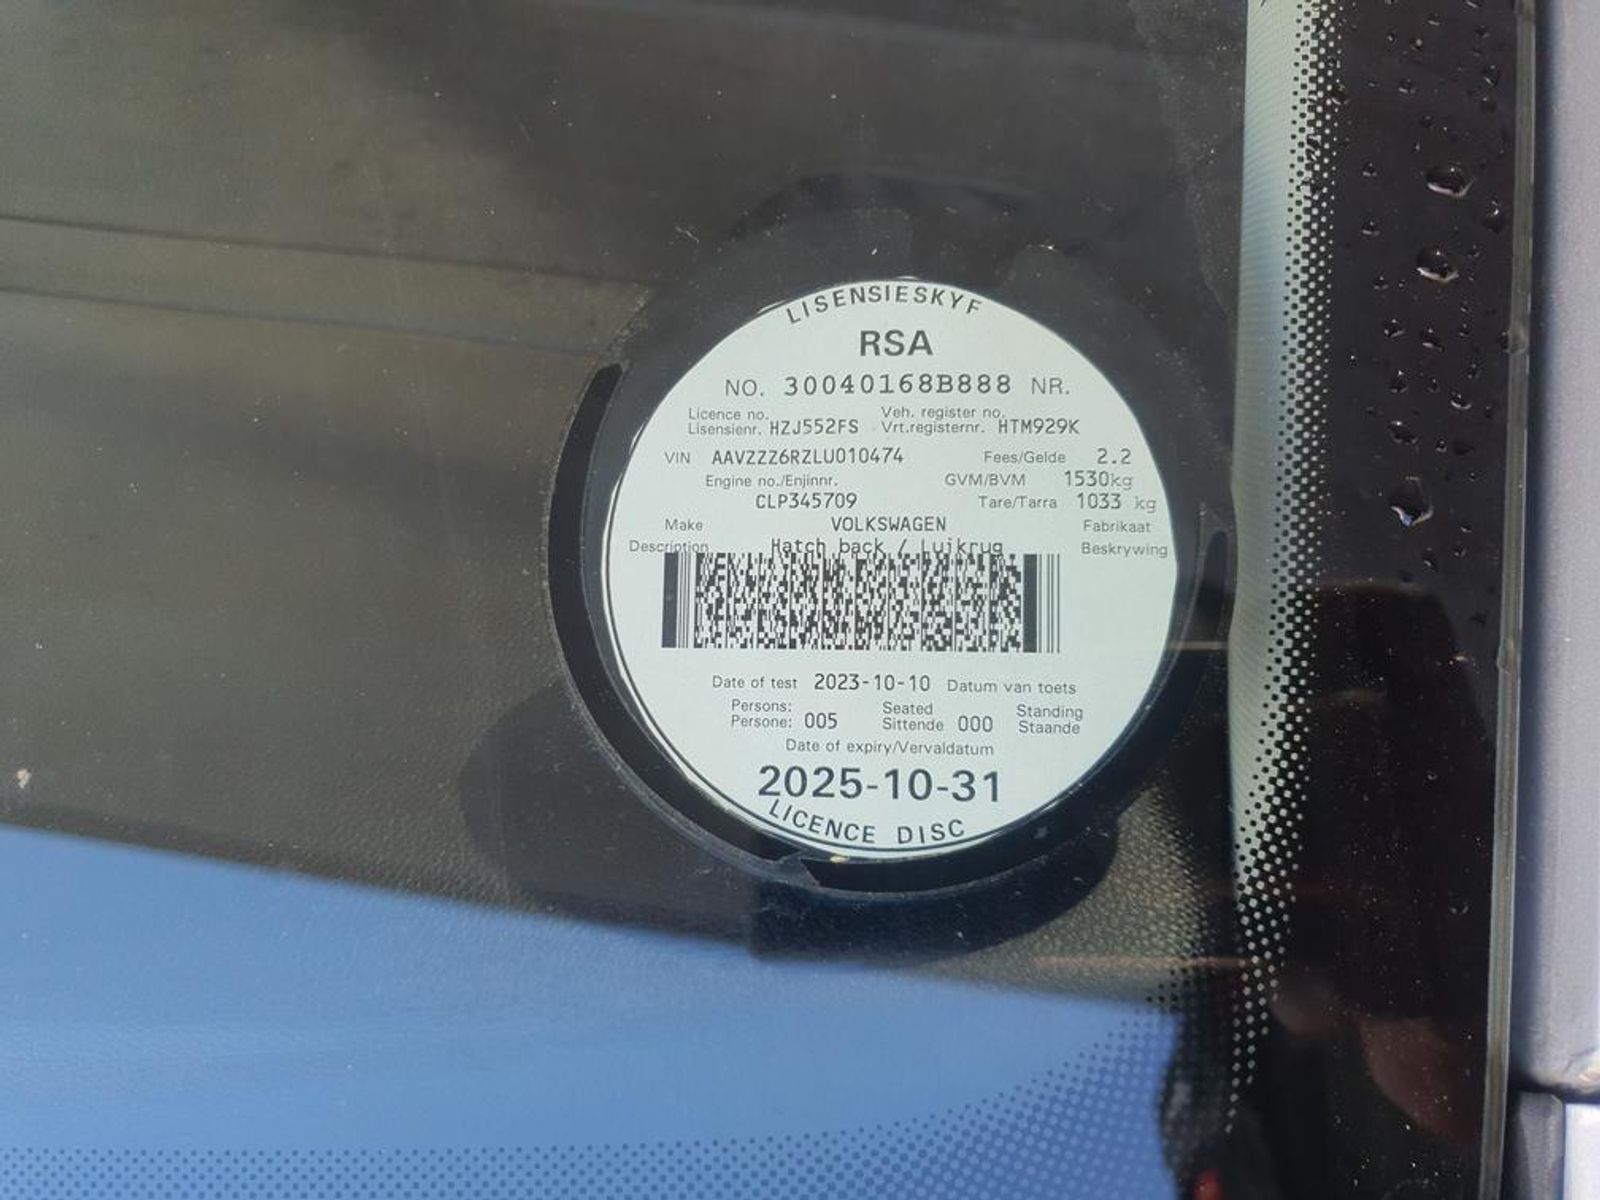 LISENSIESKYF
RSA
NO. 30040168B888 NR.
Licence no. Veh. register no.
Lisensienr. HZJ552FS Vrt.registernr. HTM929K
VIN AAVZZZ6RZLU010474 Fees/Gelde 2.2
Engine no./Enjinnr. GVM/BVM 1530kg
CLP345709 Tare/Tarra 1033 kg
Make VOLKSWAGEN Fabrikaat
Description Hatch back / Luikrug Beskrywing
Date of test 2023-10-10 Datum van toets
Persons: Seated Standing
Persone: 005 Sittende 000 Staande
Date of expiry/Vervaldatum
2025-10-31
LICENCE DISC